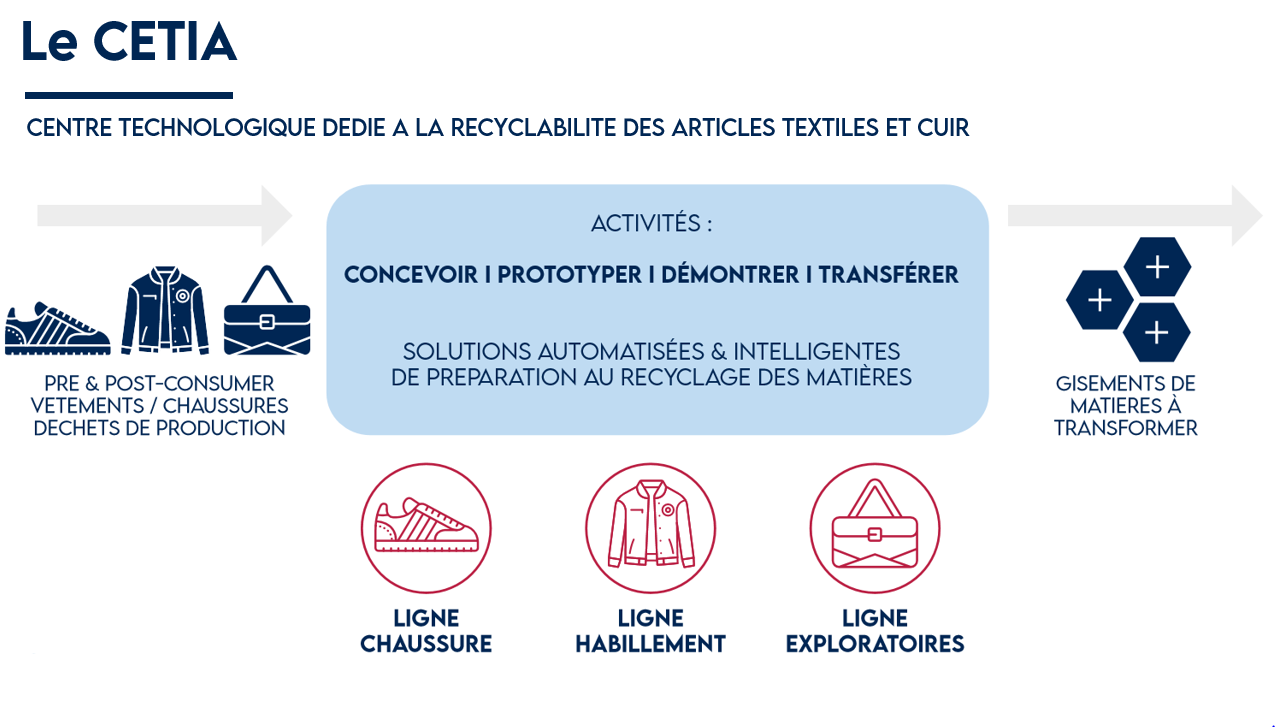 Le CETIA
CENTRE TECHNOLOGIQUE DEDIE A LA RECYCLABILITE DES ARTICLES TEXTILES ET CUIR
PRE & POST-CONSUMER
VETEMENTS / CHAUSSURES
DECHETS DE PRODUCTION
ACTIVITÉS :
CONCEVOIR I PROTOTYPER I DÉMONTRER I TRANSFÉRER
SOLUTIONS AUTOMATISÉES & INTELLIGENTES
DE PREPARATION AU RECYCLAGE DES MATIÈRES
GISEMENTS DE
MATIERES À
TRANSFORMER
LIGNE
CHAUSSURE
LIGNE
HABILLEMENT
LIGNE
EXPLORATOIRES